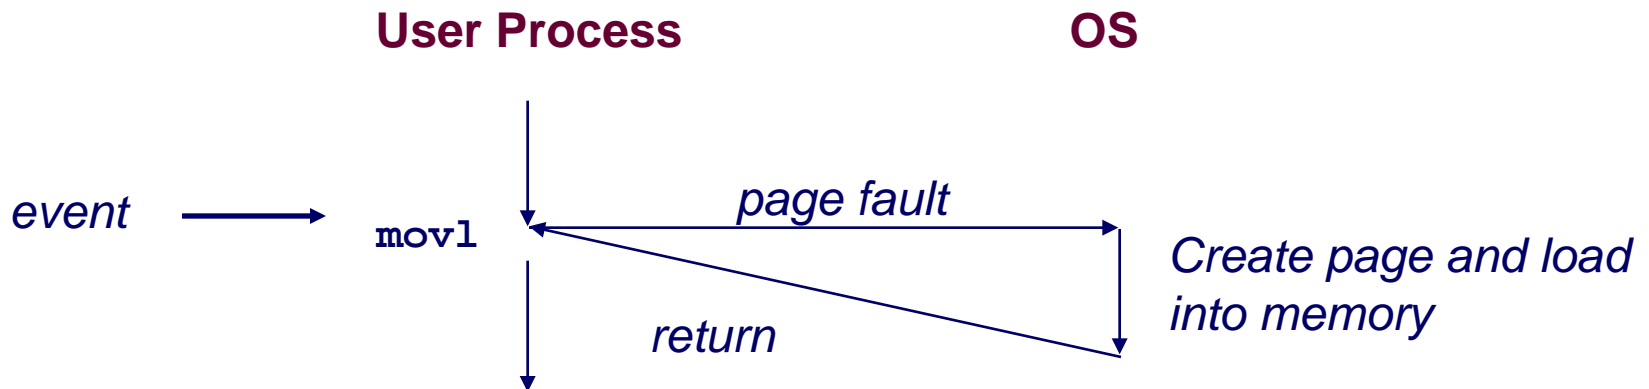 User Process
OS
event
page fault
movl
Create page and load
into memory
return